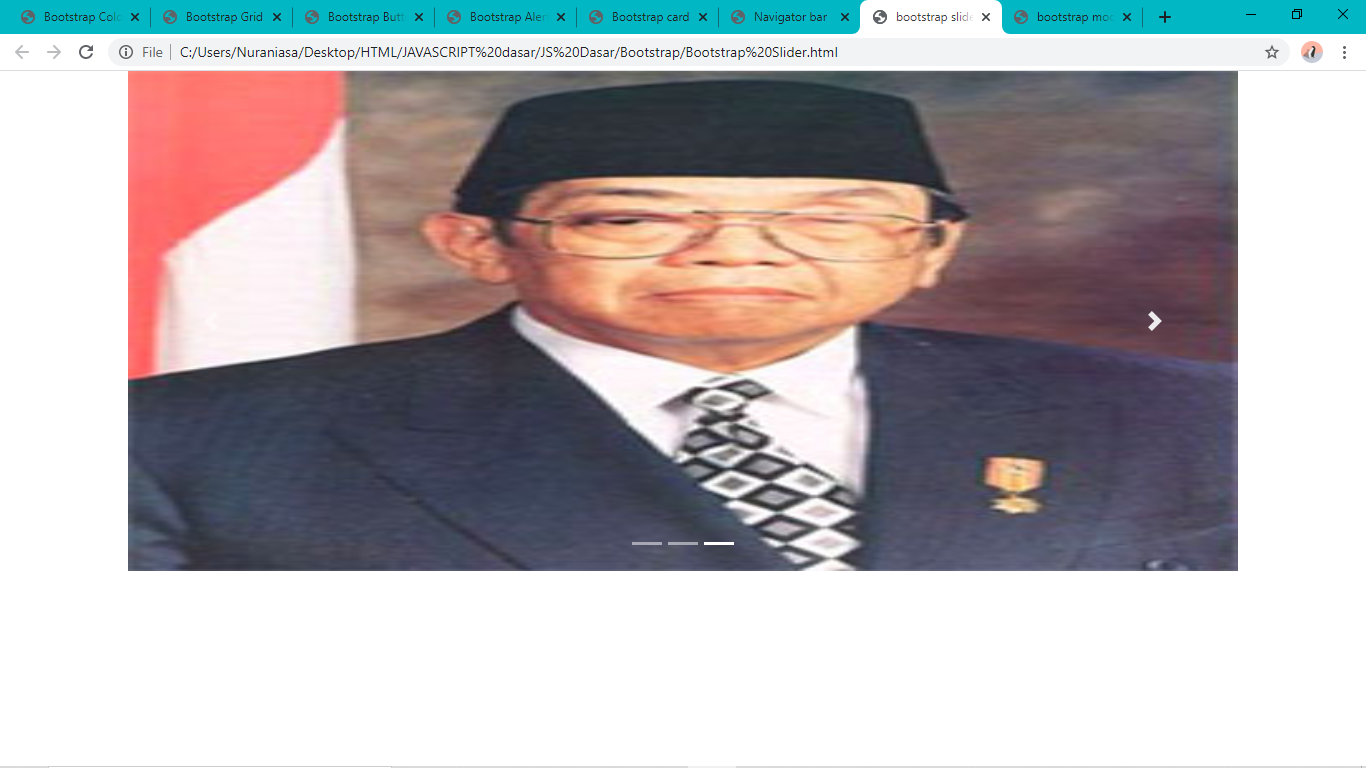 Bootstrap Colo
Bootstrap Grid
Bootstrap Butt
Bootstrap Aler
Bootstrap card
Navigator bar
bootstrap slide
bootstrap mod
File
C:/Users/Nuraniasa/Desktop/HTML/JAVASCRIPT%20dasar/JS%20Dasar/Bootstrap/Bootstrap%20Slider.html